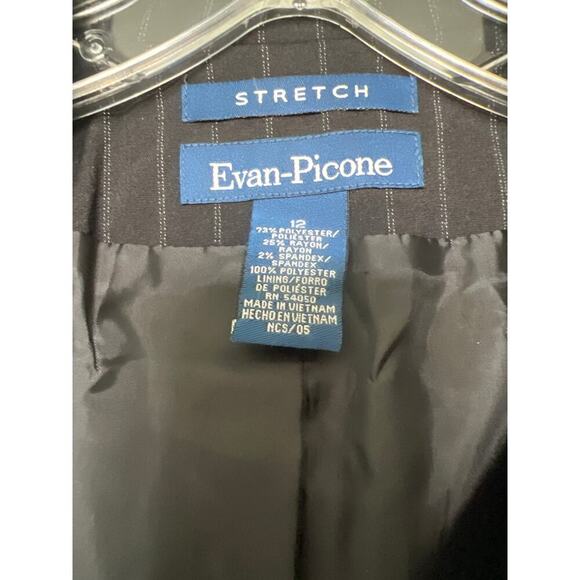 STRETCH
Evan-Picone
12
73% POLYESTER/
POLIESTER
25% RAYON/
RAYON
2% SPANDEX/
SPANDEX
100% POLYESTER
LINING/FORRO
DE POLIESTER
RN 54050
MADE IN VIETNAM
HECHO EN VIETNAM
NCS/05